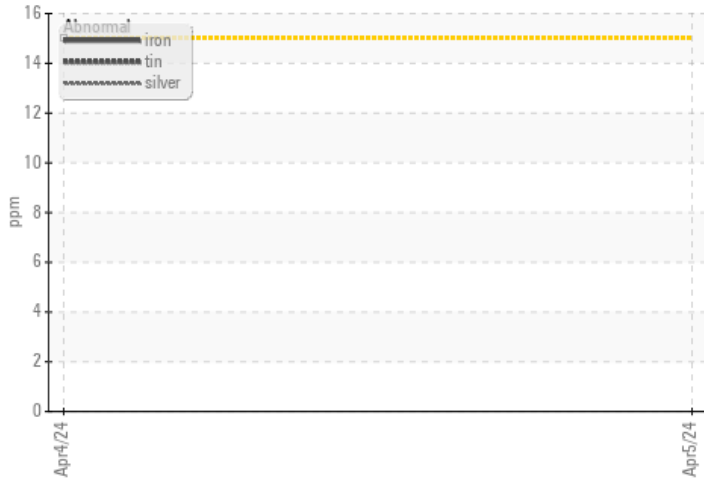 16
Abnormal
iron
tin
silver
14
12
10
8
6
4
2
0
ppm
Apr4/24
Apr5/24